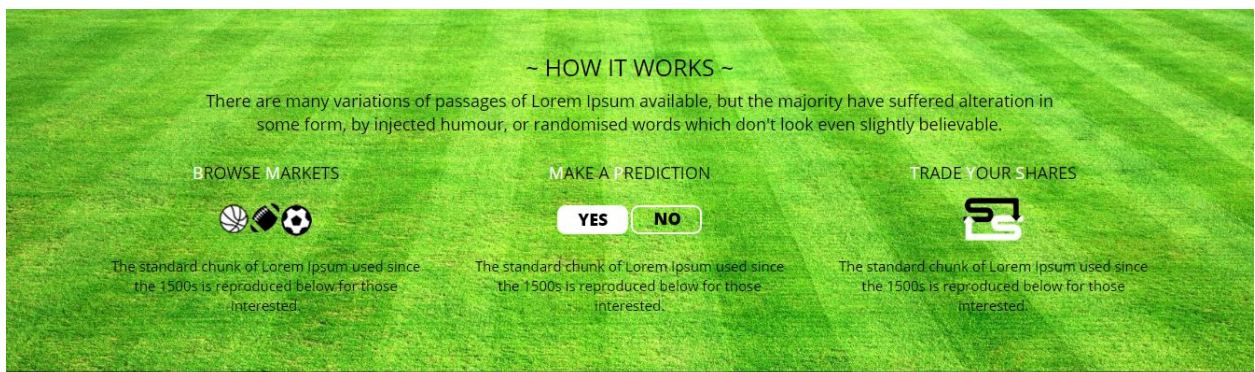 ~ HOW IT WORKS ~
There are many variations of passages of Lorem Ipsum available, but the majority have suffered alteration in
some form, by injected humour, or randomised words which don't look even slightly believable.
BROWSE MARKETS
MAKE A PREDICTION
TRADE YOUR SHARES
YES NO
S S
The standard chunk of Lorem Ipsum used since
the 1500s is reproduced below for those
interested.
The standard chunk of Lorem Ipsum used since
the 1500s is reproduced below for those
interested.
The standard chunk of Lorem Ipsum used since
the 1500s is reproduced below for those
interested.